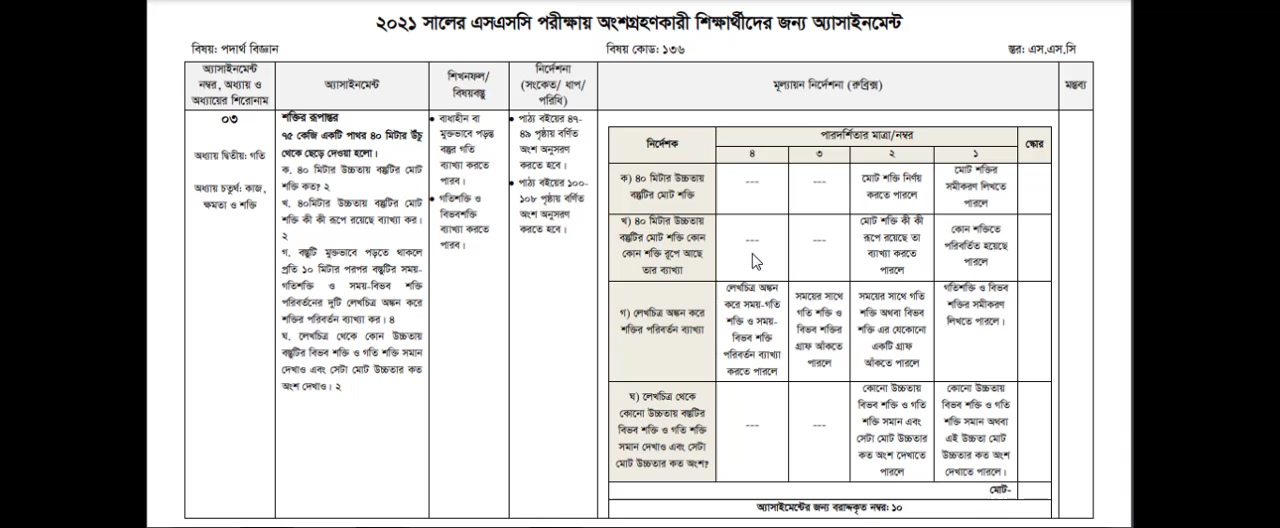 ২০২১ সালের এসএসসি পরীক্ষায় অংশগ্রহণকারী শিক্ষার্থীদের জন্য অ্যাসাইনমেন্ট
বিষয়: পদার্থ বিজ্ঞান
বিষয় কোড: ১৩৬
স্তর: এস.এস.সি
অ্যাসাইনমেন্ট
নম্বর, অধ্যায় ও
অধ্যায়ের শিরোনাম
অ্যাসাইনমেন্ট
শিখনফল/
বিষয়বস্তু
নির্দেশনা
(সংকেত/ ধাপ/
পরিধি)
মূল্যায়ন নির্দেশনা (রুব্রিক্স)
মন্তব্য
০৩
অধ্যায় দ্বিতীয়: গতি
অধ্যায় চতুর্থ: কাজ,
ক্ষমতা ও শক্তি
শক্তির রূপান্তর
৭৫ কেজি একটি পাথর ৪০ মিটার উঁচু
থেকে ছেড়ে দেওয়া হলো।
ক. ৪০ মিটার উচ্চতায় বস্তুটির মোট
শক্তি কত? ২
খ. ৪০মিটার উচ্চতায় বস্তুটির মোট
শক্তি কী কী রূপে রয়েছে ব্যাখ্যা কর।
২
গ. বস্তুটি মুক্তভাবে পড়তে থাকলে
প্রতি ১০ মিটার পরপর বস্তুটির সময়-
গতিশক্তি ও সময়-বিভব শক্তি
পরিবর্তনের দুটি লেখচিত্র অঙ্কন করে
শক্তির পরিবর্তন ব্যাখ্যা কর। ৪
ঘ. লেখচিত্র থেকে কোন উচ্চতায়
বস্তুটির বিভব শক্তি ও গতি শক্তি সমান
দেখাও এবং সেটা মোট উচ্চতার কত
অংশ দেখাও। ২
• বাধাহীন বা
মুক্তভাবে পড়ন্ত
বস্তুর গতি
ব্যাখ্যা করতে
পারব।
• গতিশক্তি ও
বিভবশক্তি
ব্যাখ্যা করতে
পারব।
• পাঠ্য বইয়ের ৪৭-
৪৯ পৃষ্ঠায় বর্ণিত
অংশ অনুসরণ
করতে হবে।
• পাঠ্য বইয়ের ১০০-
১০৮ পৃষ্ঠায় বর্ণিত
অংশ অনুসরণ
করতে হবে।
নির্দেশক
পারদর্শিতার মাত্রা/নম্বর
স্কোর
৪
৩
২
১
ক) ৪০ মিটার উচ্চতায়
বস্তুটির মোট শক্তি
---
---
মোট শক্তি নির্ণয়
করতে পারলে
মোট শক্তির
সমীকরণ লিখতে
পারলে
খ) ৪০ মিটার উচ্চতায়
বস্তুটির মোট শক্তি কোন
কোন শক্তি রূপে আছে
তার ব্যাখ্যা
---
---
মোট শক্তি কী কী
রূপে রয়েছে তা
ব্যাখ্যা করতে
পারলে
কোন শক্তিতে
পরিবর্তিত হয়েছে
পারলে
গ) লেখচিত্র অঙ্কন করে
শক্তির পরিবর্তন ব্যাখ্যা
লেখচিত্র অঙ্কন
করে সময়-গতি
শক্তি ও সময়-
বিভব শক্তি
পরিবর্তন ব্যাখ্যা
করতে পারলে
সময়ের সাথে
গতি শক্তি ও
বিভব শক্তির
গ্রাফ আঁকতে
পারলে
সময়ের সাথে গতি
শক্তি অথবা বিভব
শক্তি এর যেকোনো
একটি গ্রাফ
আঁকতে পারলে
গতিশক্তি ও বিভব
শক্তির সমীকরণ
লিখতে পারলে।
ঘ) লেখচিত্র থেকে
কোনো উচ্চতায় বস্তুটির
বিভব শক্তি ও গতি শক্তি
সমান দেখাও এবং সেটা
মোট উচ্চতার কত অংশ?
---
---
কোনো উচ্চতায়
বিভব শক্তি ও গতি
শক্তি সমান এবং
সেটা মোট উচ্চতার
কত অংশ দেখাতে
পারলে
কোনো উচ্চতায়
বিভব শক্তি ও গতি
শক্তি সমান অথবা
এই উচ্চতা মোট
উচ্চতার কত অংশ
দেখাতে পারলে।
মোট-
অ্যাসাইমেন্টের জন্য বরাদ্দকৃত নম্বর: ১০